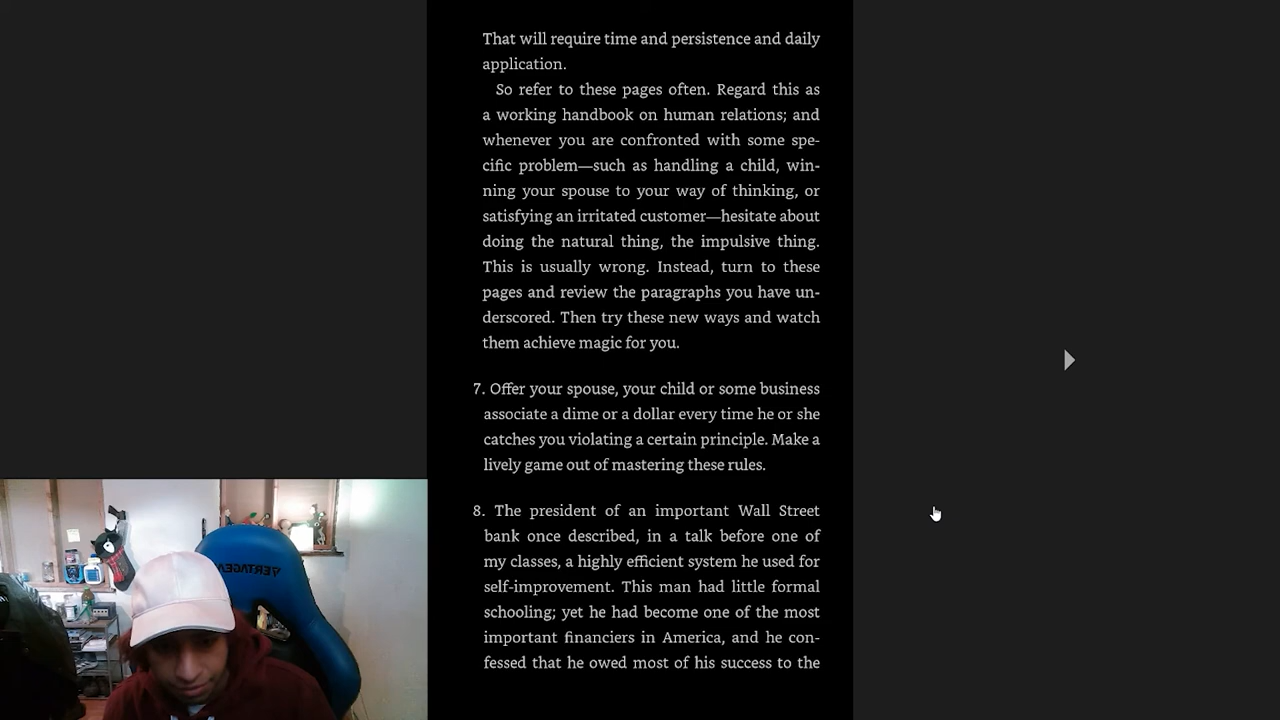 That will require time and persistence and daily
application.
So refer to these pages often. Regard this as
a working handbook on human relations; and
whenever you are confronted with some spe-
cific problem—such as handling a child, win-
ning your spouse to your way of thinking, or
satisfying an irritated customer—hesitate about
doing the natural thing, the impulsive thing.
This is usually wrong. Instead, turn to these
pages and review the paragraphs you have un-
derscored. Then try these new ways and watch
them achieve magic for you.
7. Offer your spouse, your child or some business
associate a dime or a dollar every time he or she
catches you violating a certain principle. Make a
lively game out of mastering these rules.
8. The president of an important Wall Street
bank once described, in a talk before one of
my classes, a highly efficient system he used for
self-improvement. This man had little formal
schooling; yet he had become one of the most
important financiers in America, and he con-
fessed that he owed most of his success to the